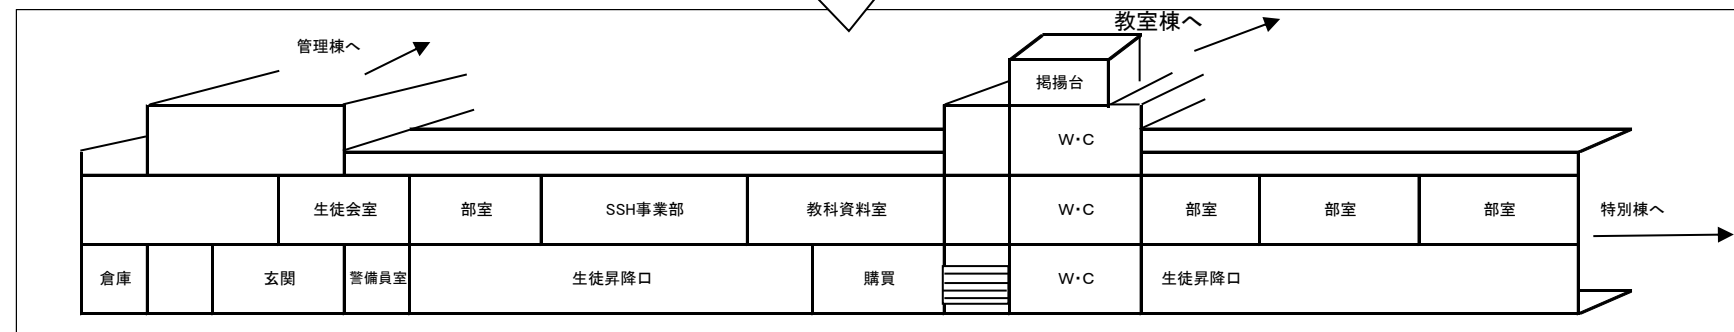 教室棟へ
管理棟へ
掲揚台
W・C
生徒会室
部室
SSH事業部
教科資料室
W・C
部室
部室
部室
特別棟へ
倉庫
玄関
警備員室
生徒昇降口
購買
W・C
生徒昇降口